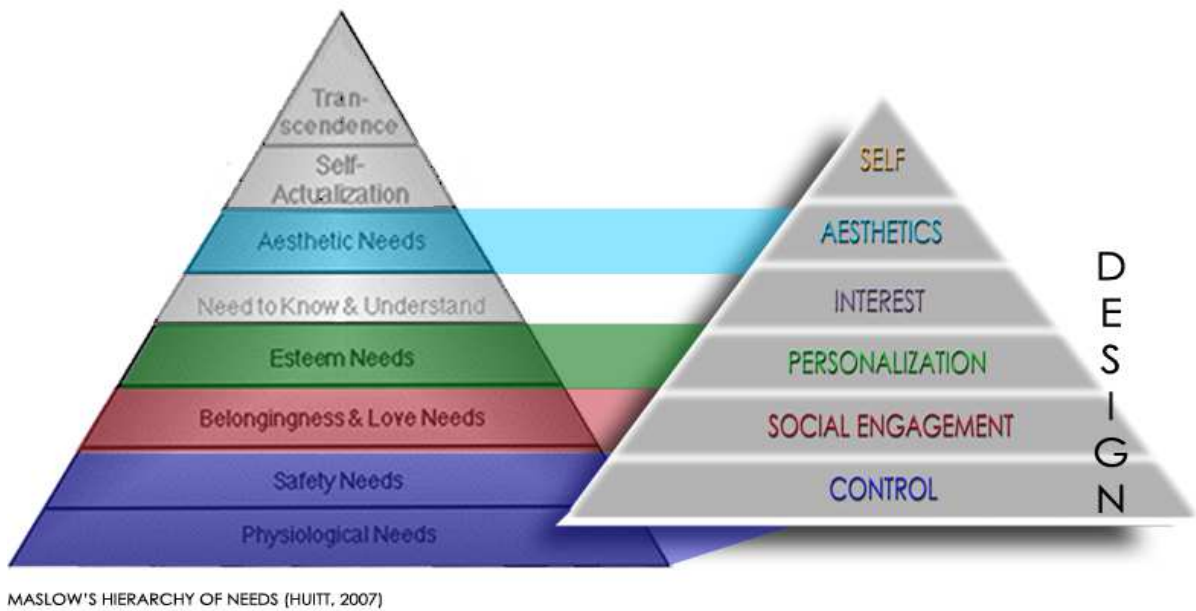 Tran-
scendence
Self-
Actualization
Aesthetic Needs
Need to Know & Understand
Esteem Needs
Belongingness & Love Needs
Safety Needs
Physiological Needs
SELF
AESTHETICS
INTEREST
PERSONALIZATION
SOCIAL ENGAGEMENT
CONTROL
DESIGN
MASLOW'S HIERARCHY OF NEEDS (HUITT, 2007)